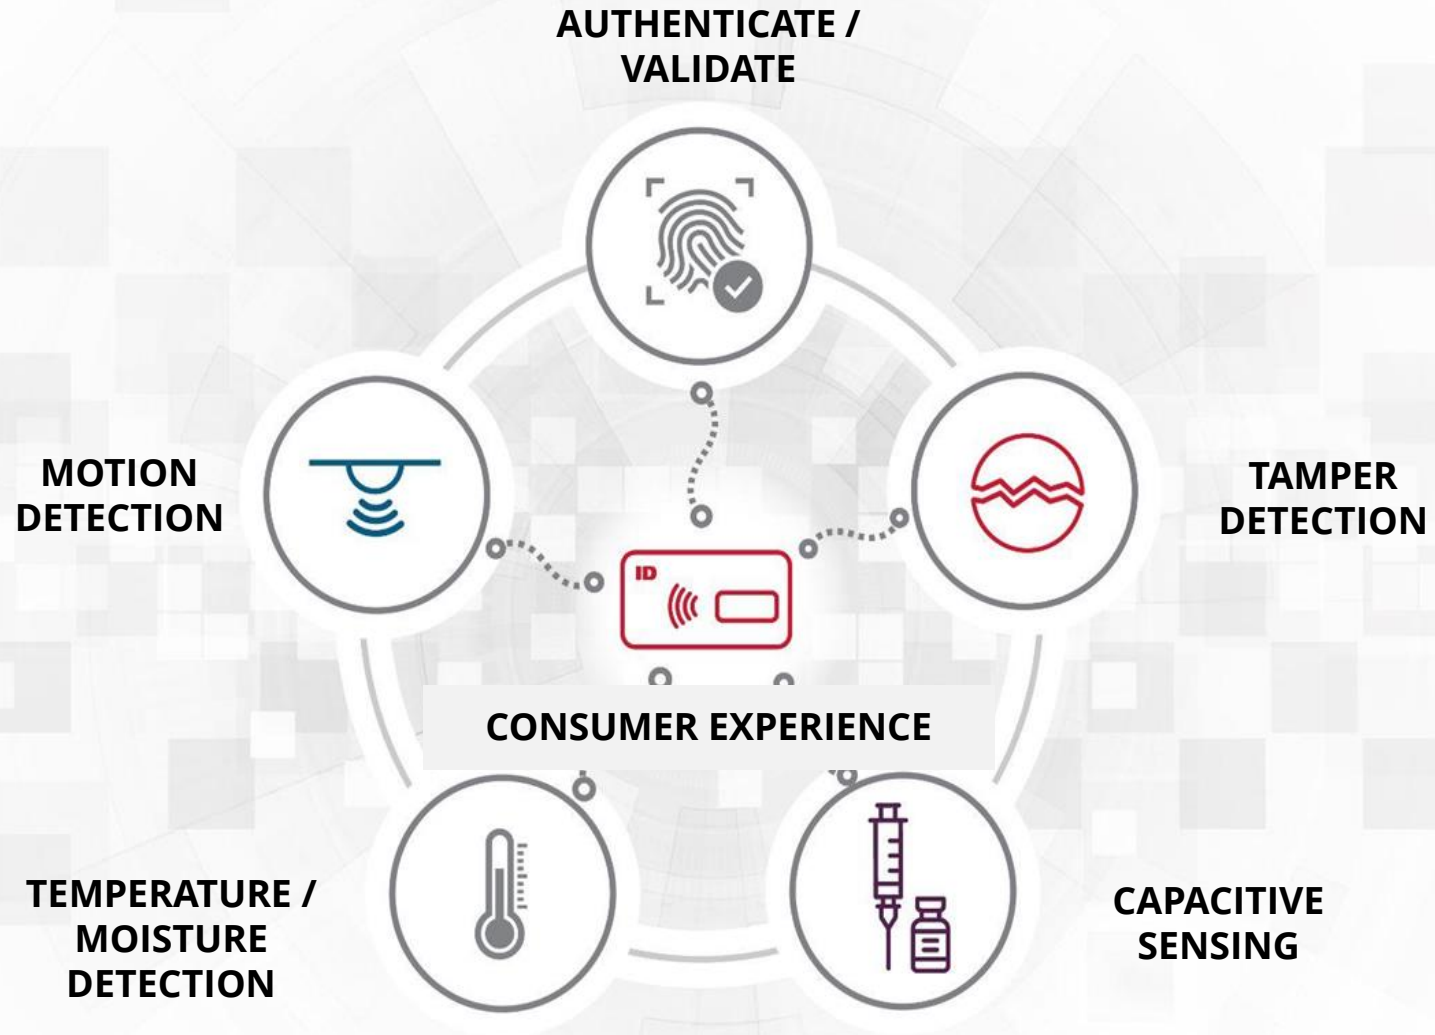 AUTHENTICATE /
VALIDATE
MOTION
DETECTION
TAMPER
DETECTION
ID
CONSUMER EXPERIENCE
TEMPERATURE /
MOISTURE
DETECTION
CAPACITIVE
SENSING